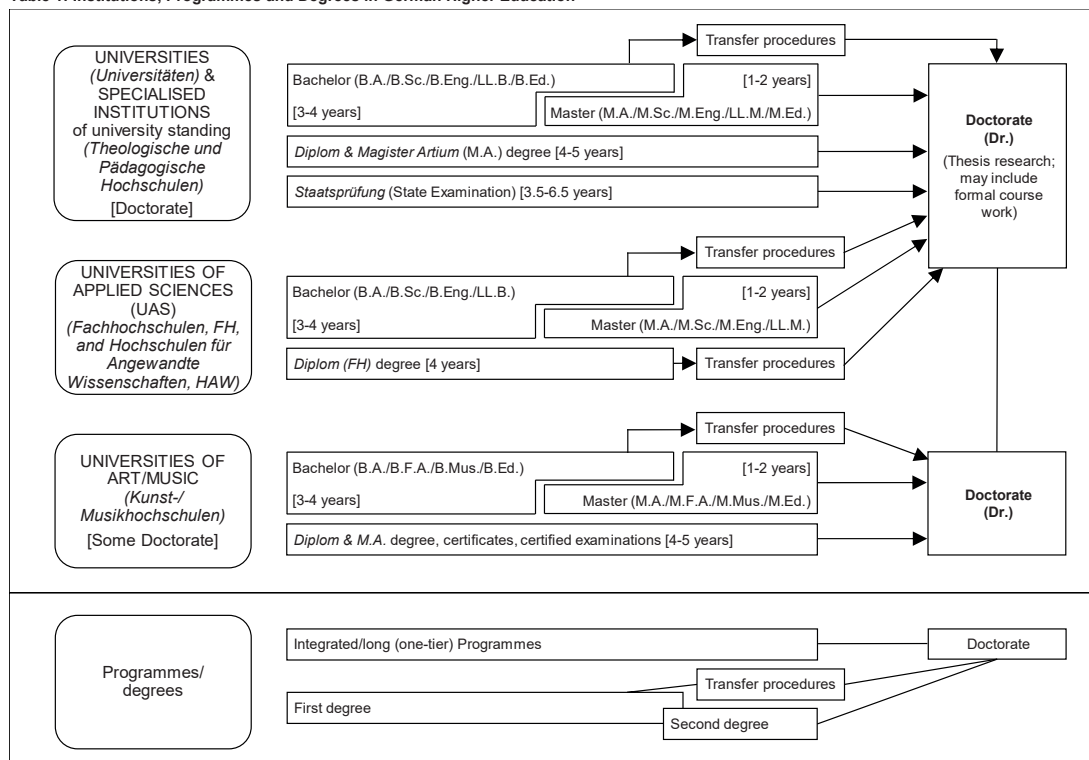 Table 1: Institutions, Programmes and Degrees in German Higher Education
UNIVERSITIES
(Universitäten) &
SPECIALISED
INSTITUTIONS
of university standing
(Theologische und
Pädagogische
Hochschulen)
[Doctorate]
Transfer procedures
Bachelor (B.A./B.Sc./B.Eng./LL.B./B.Ed.)
[3-4 years]
[1-2 years]
Master (M.A./M.Sc./M.Eng./LL.M./M.Ed.)
Diplom & Magister Artium (M.A.) degree [4-5 years]
Staatsprüfung (State Examination) [3.5-6.5 years]
Doctorate
(Dr.)
(Thesis research;
may include
formal course
work)
UNIVERSITIES OF
APPLIED SCIENCES
(UAS)
(Fachhochschulen, FH,
and Hochschulen für
Angewandte
Wissenschaften, HAW)
Transfer procedures
Bachelor (B.A./B.Sc./B.Eng./LL.B.)
[3-4 years]
[1-2 years]
Master (M.A./M.Sc./M.Eng./LL.M.)
Diplom (FH) degree [4 years]
Transfer procedures
UNIVERSITIES OF
ART/MUSIC
(Kunst-/
Musikhochschulen)
[Some Doctorate]
Transfer procedures
Bachelor (B.A./B.F.A./B.Mus./B.Ed.)
[3-4 years]
[1-2 years]
Master (M.A./M.F.A./M.Mus./M.Ed.)
Diplom & M.A. degree, certificates, certified examinations [4-5 years]
Doctorate
(Dr.)
Programmes/
degrees
Integrated/long (one-tier) Programmes
Doctorate
Transfer procedures
First degree
Second degree